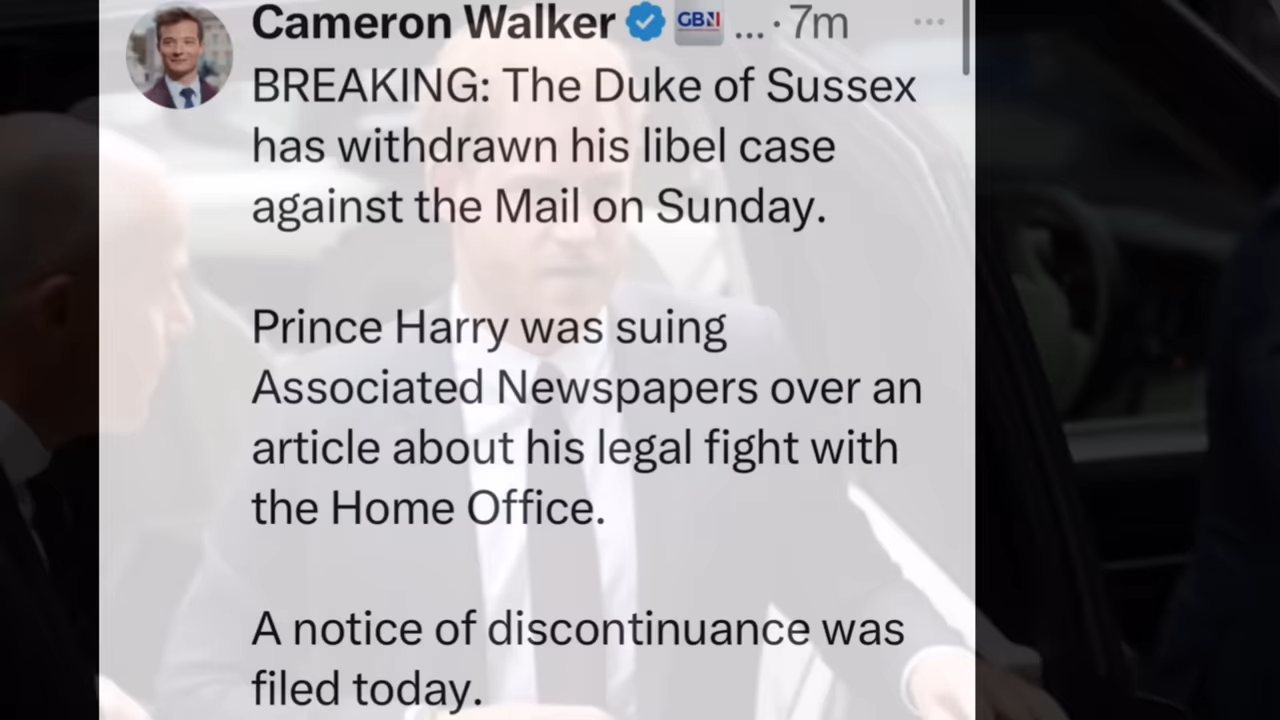 Cameron Walker GBN ... · 7m
BREAKING: The Duke of Sussex
has withdrawn his libel case
against the Mail on Sunday.
Prince Harry was suing
Associated Newspapers over an
article about his legal fight with
the Home Office.
A notice of discontinuance was
filed today.